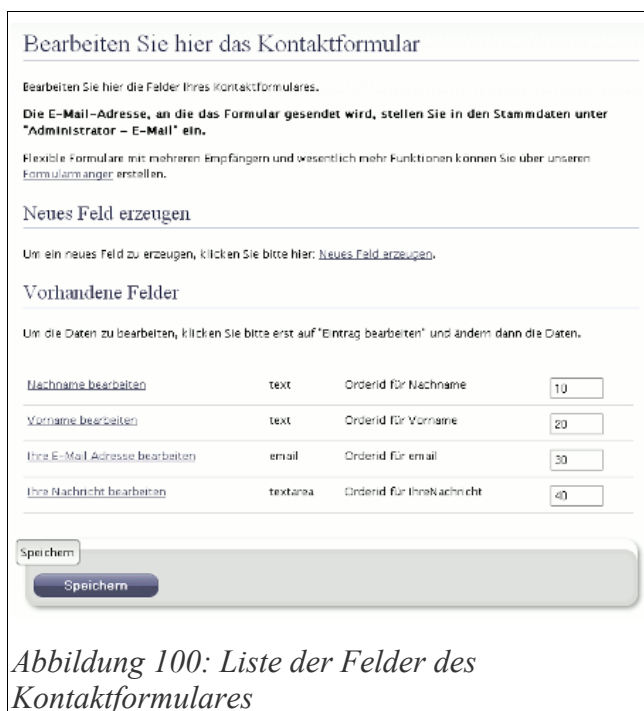 Bearbeiten Sie hier das Kontaktformular
Bearbeiten Sie hier die Felder Ihres Kontaktformulares.
Die E-Mail-Adresse, an die das Formular gesendet wird, stellen Sie in den Stammdaten unter
"Administrator – E-Mail" ein.
Flexible Formulare mit mehreren Empfängern und wesentlich mehr Funktionen können Sie über unseren
Formularmanger erstellen.
Neues Feld erzeugen
Um ein neues Feld zu erzeugen, klicken Sie bitte hier: Neues Feld erzeugen.
Vorhandene Felder
Um die Daten zu bearbeiten, klicken Sie bitte erst auf "Eintrag bearbeiten" und ändern dann die Daten.
Nachname bearbeiten text Orderid für Nachname 10
Vorname bearbeiten text Orderid für Vorname 20
Ihre E-Mail Adresse bearbeiten email Orderid für email 30
Ihre Nachricht bearbeiten textarea Orderid für IhreNachricht 40
Speichern
Speichern
Abbildung 100: Liste der Felder des
Kontaktformulares